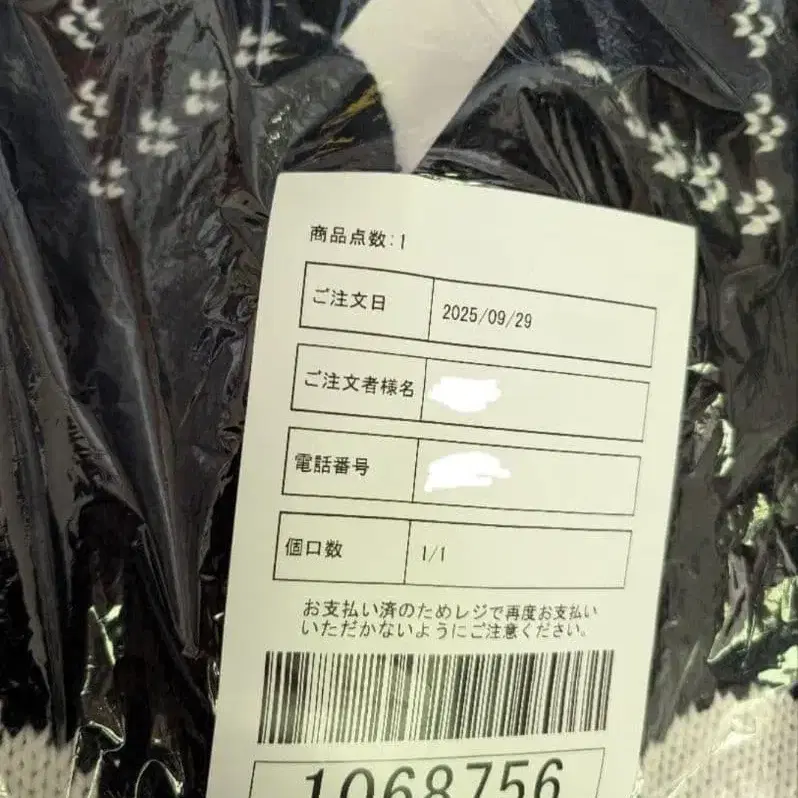 商品点数:1
ご注文日 2025/09/29
ご注文者様名
電話番号
個口数 1/1
お支払い済のためレジで再度お支払い
いただかないようにご注意ください。
1068756